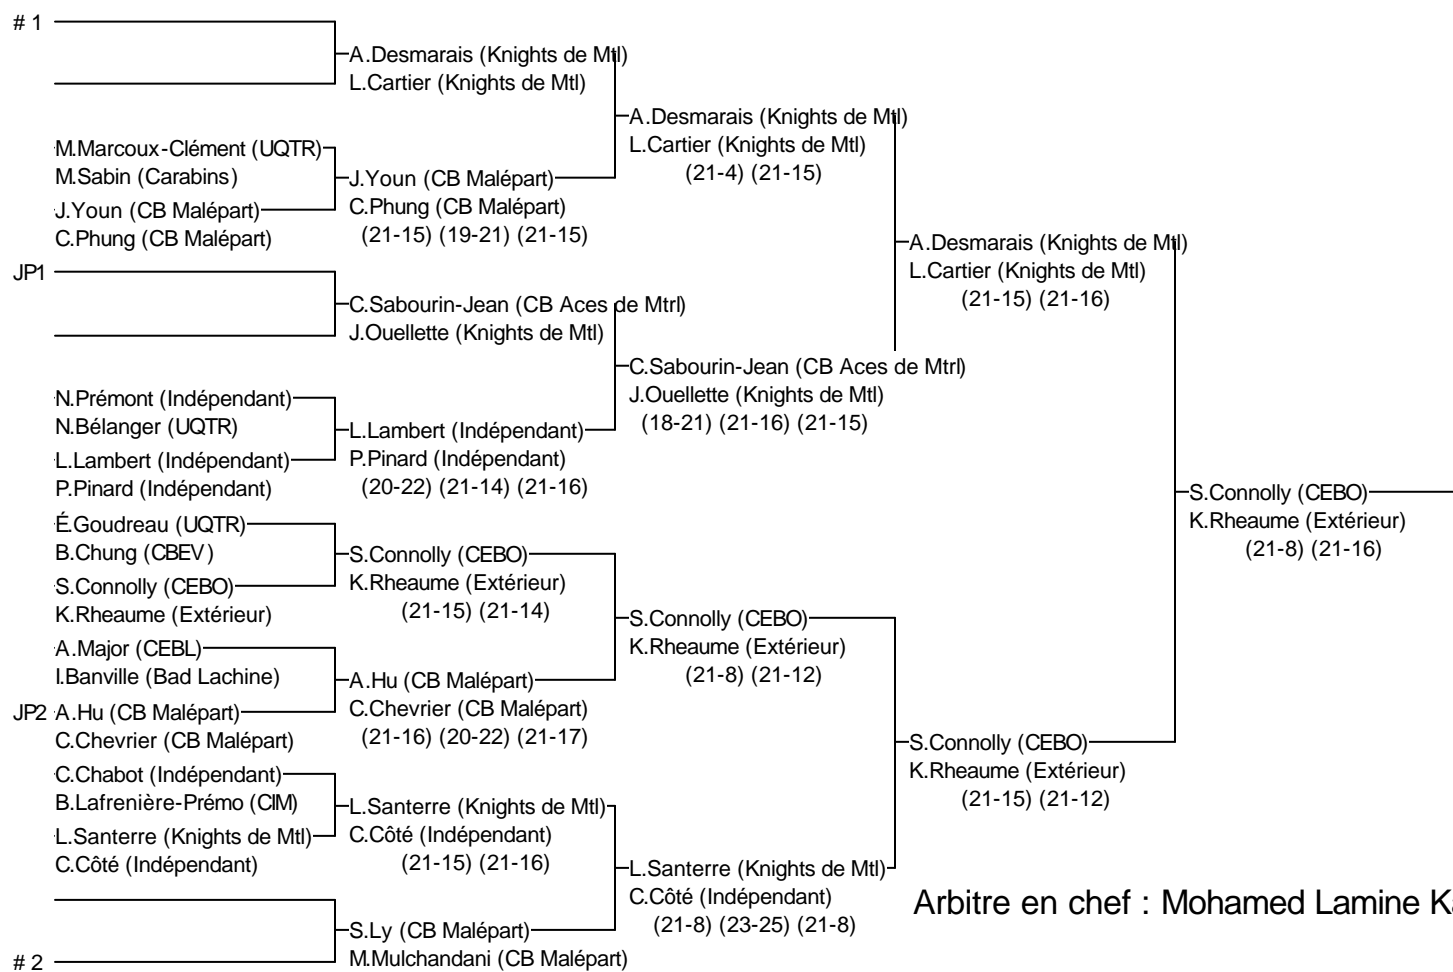 # 1
A.Desmarais (Knights de Mtl)
L.Cartier (Knights de Mtl)
A.Desmarais (Knights de Mtl)
L.Cartier (Knights de Mtl)
(21-4) (21-15)
M.Marcoux-Clément (UQTR)
M.Sabin (Carabins)
J.Youn (CB Malépart)
C.Phung (CB Malépart)
(21-15) (19-21) (21-15)
J.Youn (CB Malépart)
C.Phung (CB Malépart)
A.Desmarais (Knights de Mtl)
L.Cartier (Knights de Mtl)
(21-15) (21-16)
JP1
C.Sabourin-Jean (CB Aces de Mtrl)
J.Ouellette (Knights de Mtl)
C.Sabourin-Jean (CB Aces de Mtrl)
J.Ouellette (Knights de Mtl)
(18-21) (21-16) (21-15)
N.Prémont (Indépendant)
N.Bélanger (UQTR)
L.Lambert (Indépendant)
P.Pinard (Indépendant)
(20-22) (21-14) (21-16)
L.Lambert (Indépendant)
P.Pinard (Indépendant)
S.Connolly (CEBO)
K.Rheaume (Extérieur)
(21-8) (21-16)
É.Goudreau (UQTR)
B.Chung (CBEV)
S.Connolly (CEBO)
K.Rheaume (Extérieur)
(21-15) (21-14)
S.Connolly (CEBO)
K.Rheaume (Extérieur)
S.Connolly (CEBO)
K.Rheaume (Extérieur)
(21-8) (21-12)
A.Major (CEBL)
I.Banville (Bad Lachine)
A.Hu (CB Malépart)
C.Chevrier (CB Malépart)
(21-16) (20-22) (21-17)
JP2 A.Hu (CB Malépart)
C.Chevrier (CB Malépart)
S.Connolly (CEBO)
K.Rheaume (Extérieur)
(21-15) (21-12)
C.Chabot (Indépendant)
B.Lafrenière-Prémo (CIM)
L.Santerre (Knights de Mtl)
C.Côté (Indépendant)
(21-15) (21-16)
L.Santerre (Knights de Mtl)
C.Côté (Indépendant)
L.Santerre (Knights de Mtl)
C.Côté (Indépendant)
(21-8) (23-25) (21-8)
Arbitre en chef : Mohamed Lamine
S.Ly (CB Malépart)
M.Mulchandani (CB Malépart)
# 2